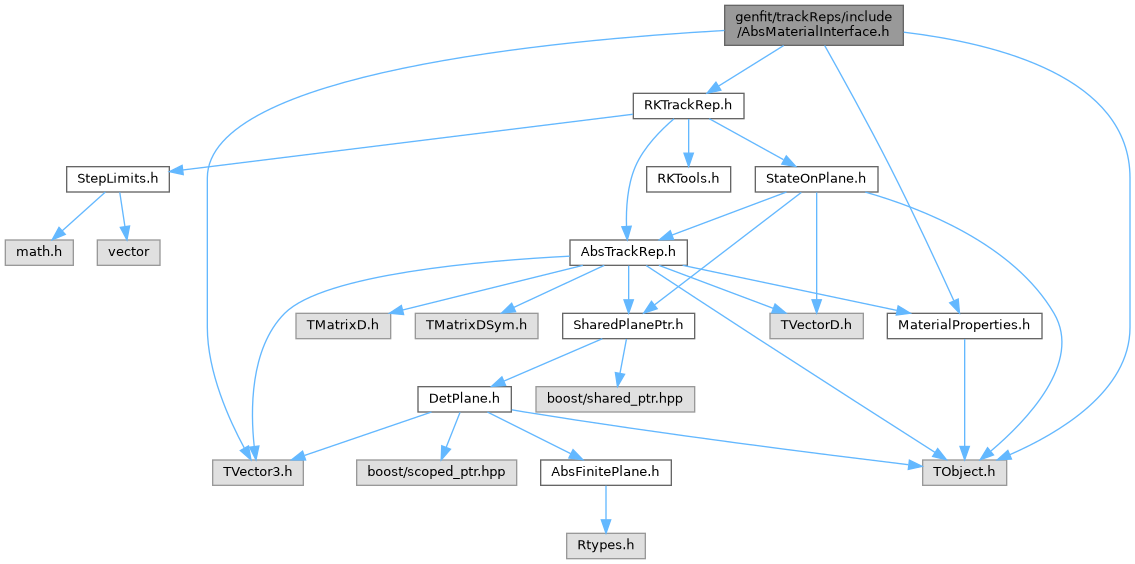 genfit/trackReps/include
/AbsMaterialInterface.h
RKTrackRep.h
StepLimits.h
RKTools.h
StateOnPlane.h
math.h
vector
AbsTrackRep.h
TMatrixD.h
TMatrixDSym.h
SharedPlanePtr.h
TVectorD.h
MaterialProperties.h
DetPlane.h
boost/shared_ptr.hpp
TVector3.h
boost/scoped_ptr.hpp
AbsFinitePlane.h
TObject.h
Rtypes.h